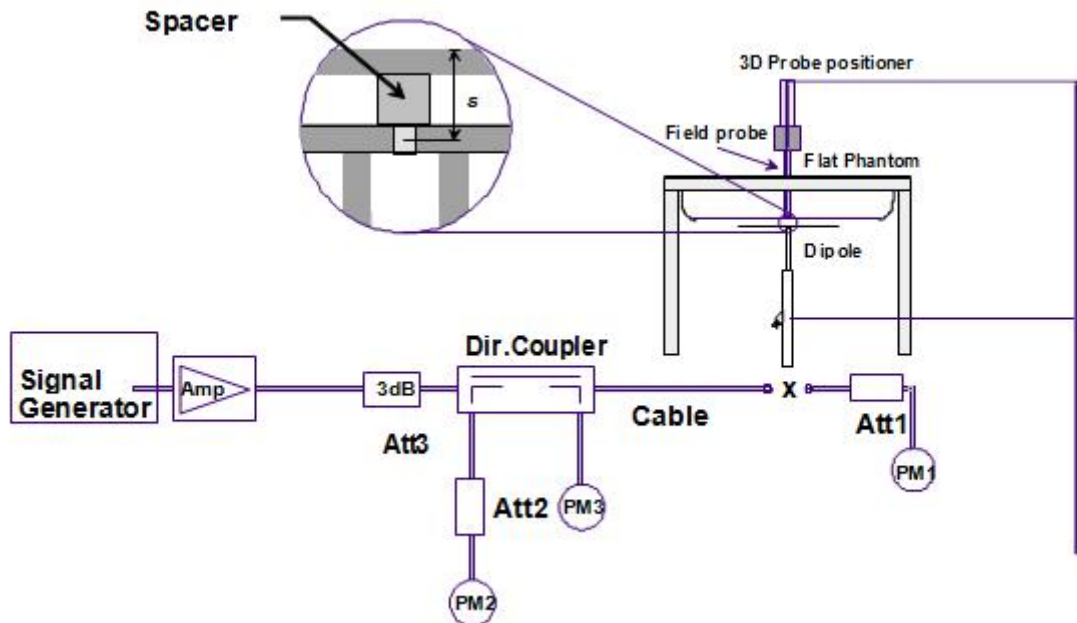 Spacer
s
3D Probe positioner
Field probe
Flat Phantom
Dipole
Signal
Generator
Amp
3dB
Att3
Dir.Coupler
Cable
x
Att1
PM1
Att2
PM3
PM2